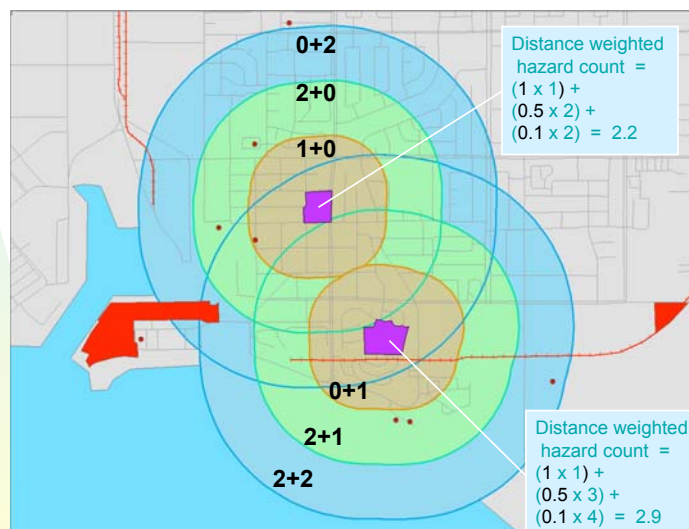 0+2
2+0
1+0
Distance weighted
hazard count =
(1 x 1) +
(0.5 x 2) +
(0.1 x 2) = 2.2
0+1
2+1
2+2
Distance weighted
hazard count =
(1 x 1) +
(0.5 x 3) +
(0.1 x 4) = 2.9